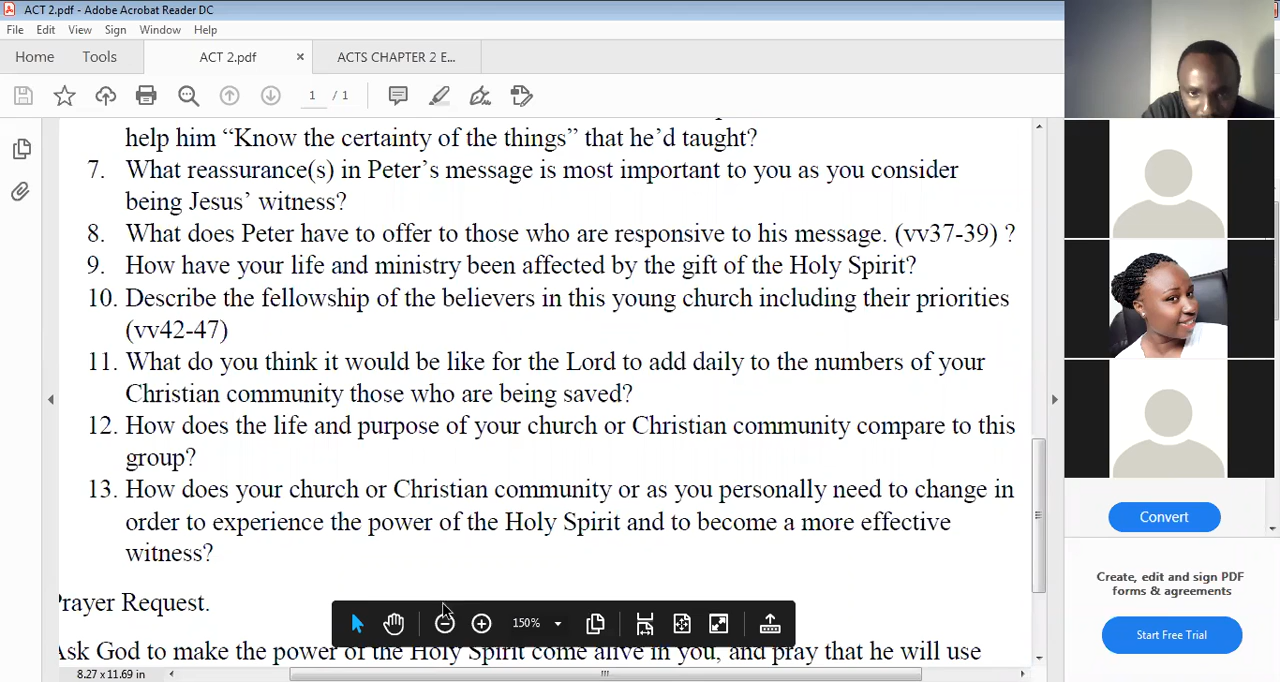 ACT 2.pdf - Adobe Acrobat Reader DC
File Edit View Sign Window Help
Home Tools ACT 2.pdf × ACTS CHAPTER 2 E...
1 / 1
help him “Know the certainty of the things” that he’d taught?
7. What reassurance(s) in Peter’s message is most important to you as you consider
being Jesus’ witness?
8. What does Peter have to offer to those who are responsive to his message. (vv37-39) ?
9. How have your life and ministry been affected by the gift of the Holy Spirit?
10. Describe the fellowship of the believers in this young church including their priorities
(vv42-47)
11. What do you think it would be like for the Lord to add daily to the numbers of your
Christian community those who are being saved?
12. How does the life and purpose of your church or Christian community compare to this
group?
13. How does your church or Christian community or as you personally need to change in
order to experience the power of the Holy Spirit and to become a more effective
witness?
Prayer Request.
150%
Ask God to make the power of the Holy Spirit come alive in you, and pray that he will use
8.27 x 11.69 in
Convert
Create, edit and sign PDF
forms & agreements
Start Free Trial